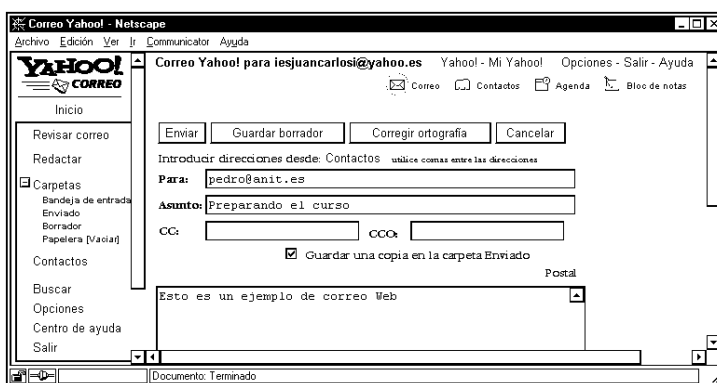 Correo Yahoo! - Netscape
Archivo Edición Ver Ir Communicator Ayuda
YAHOO! CORREO
Inicio
Revisar correo
Redactar
Carpetas
Bandeja de entrada
Enviado
Borrador
Papelera [Vaciar]
Contactos
Buscar
Opciones
Centro de ayuda
Salir
Correo Yahoo! para iesjuancarlosi@yahoo.es Yahoo! - Mi Yahoo! Opciones - Salir - Ayuda
Correo Contactos Agenda Bloc de notas
Enviar Guardar borrador Corregir ortografía Cancelar
Introducir direcciones desde: Contactos utilice comas entre las direcciones
Para: pedro@anit.es
Asunto: Preparando el curso
CC: CCO:
Guardar una copia en la carpeta Enviado
Postal
Esto es un ejemplo de correo Web
Documento: Terminado